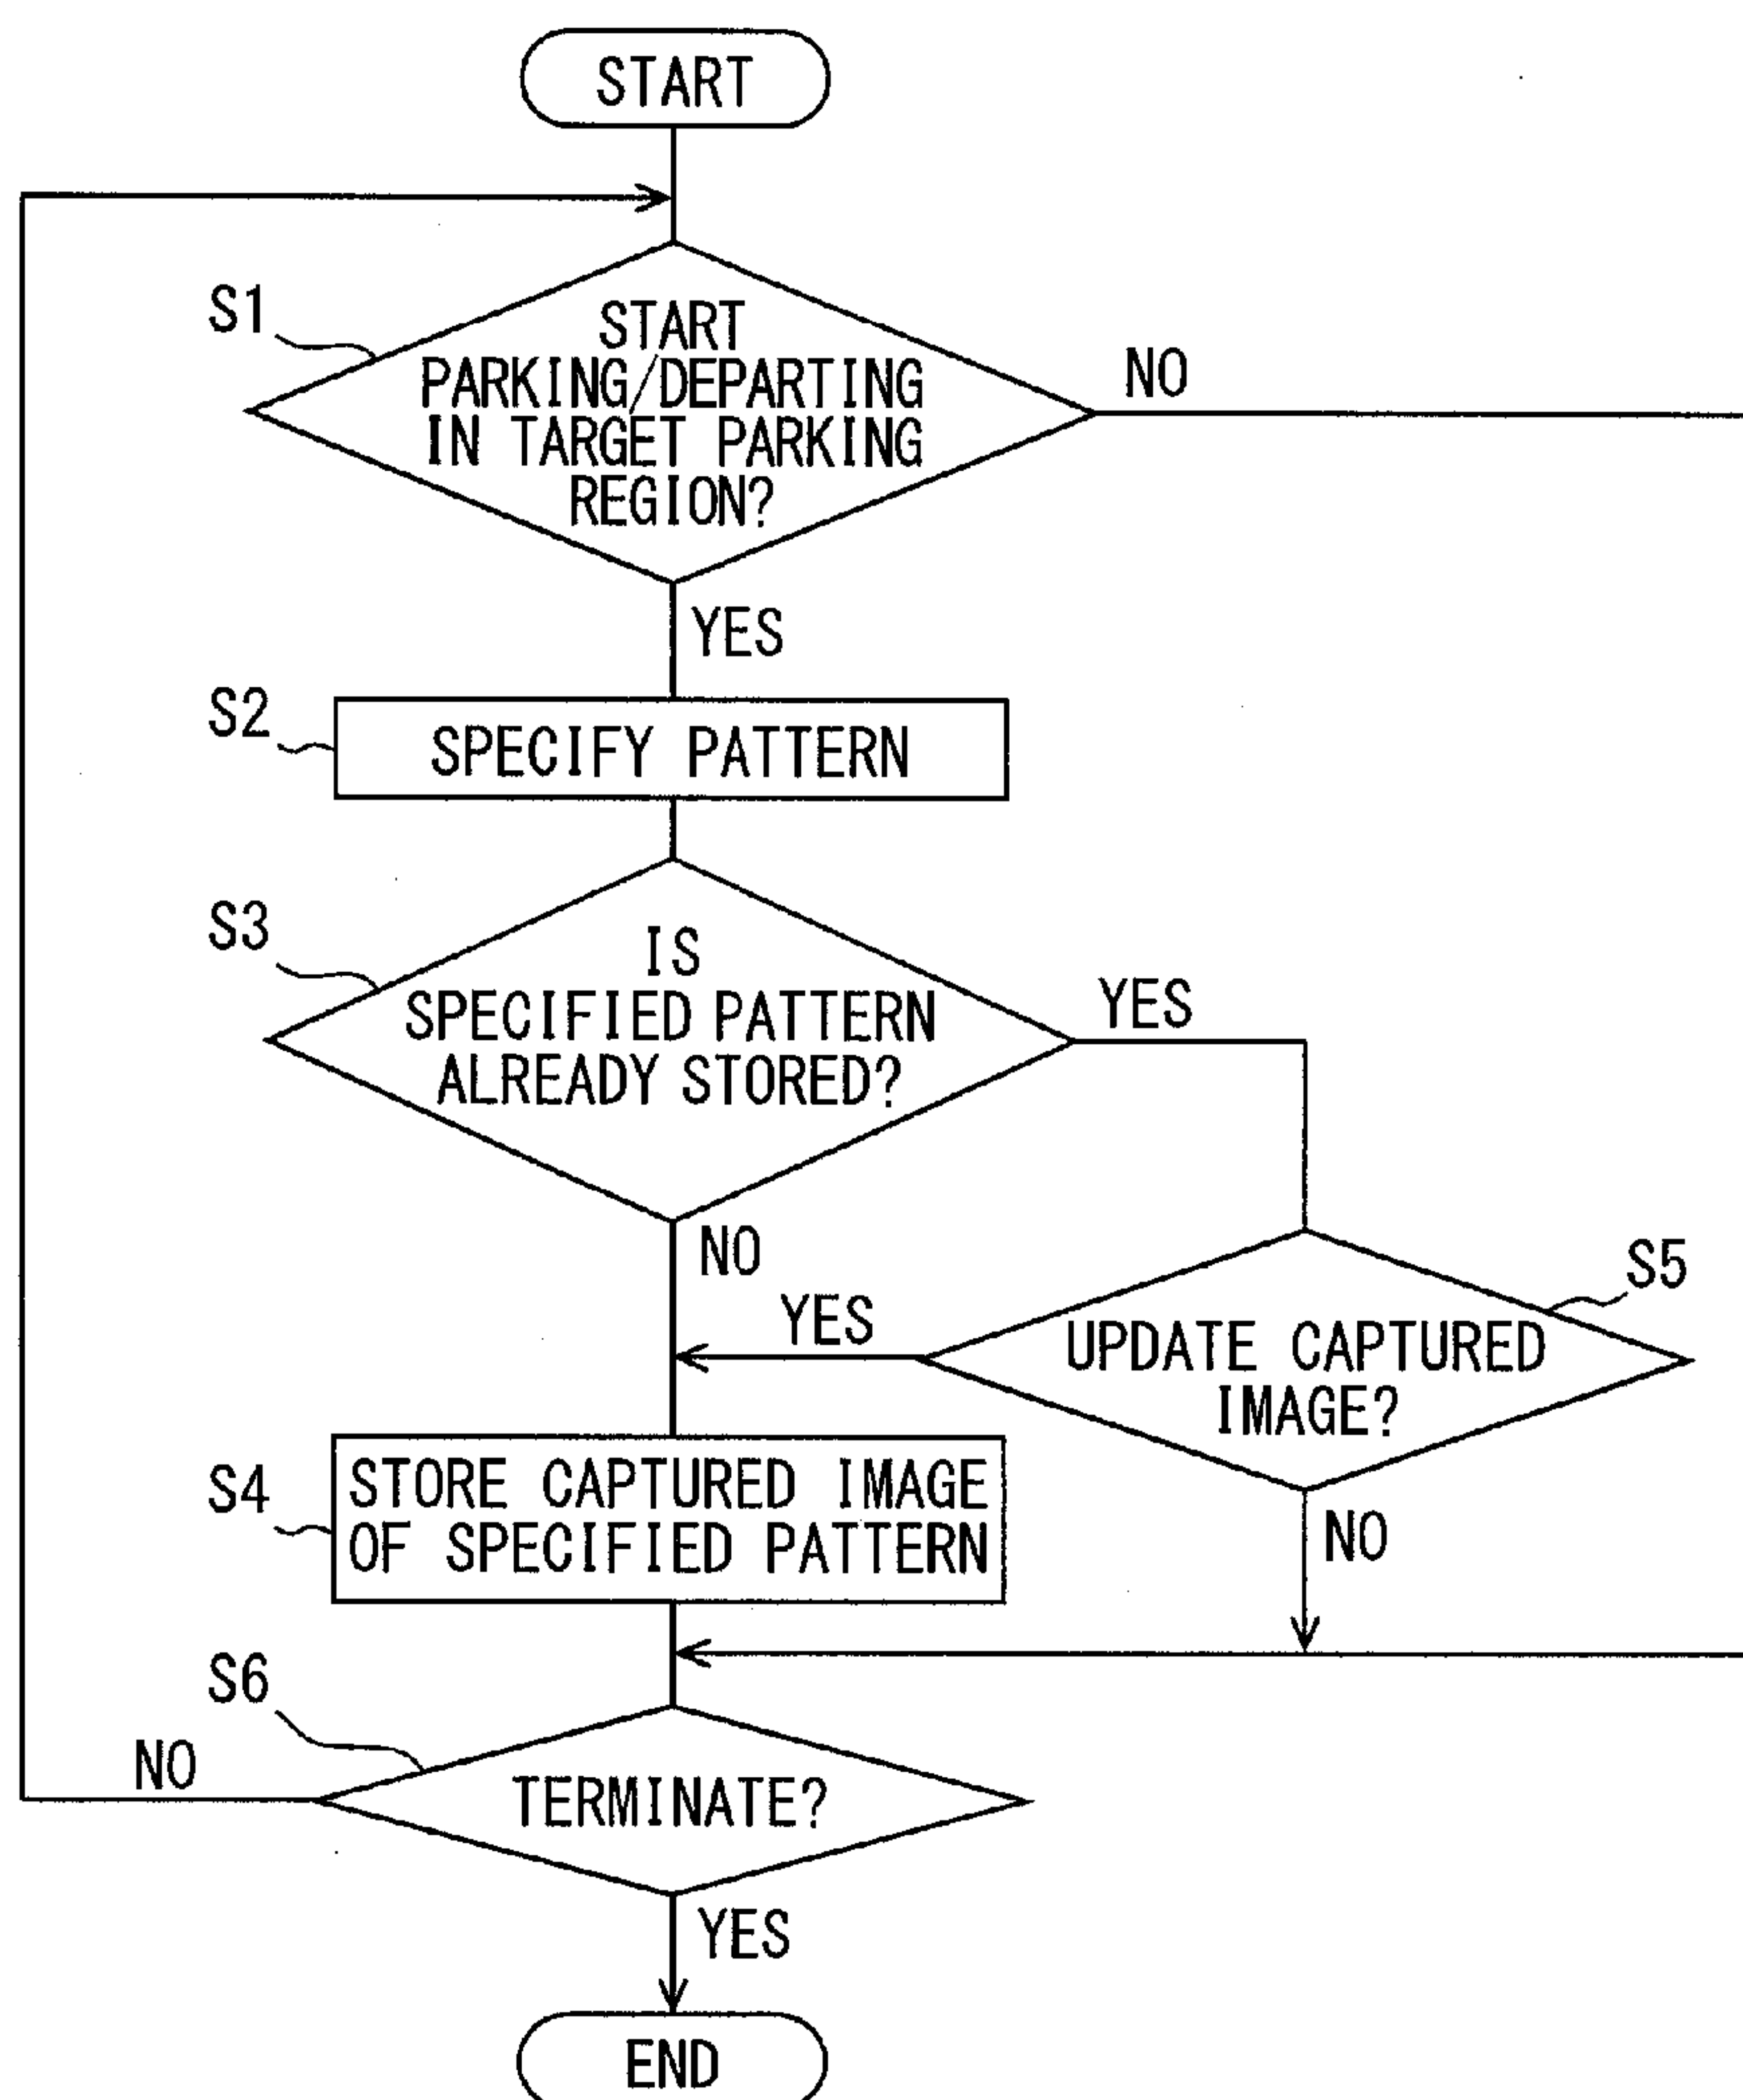 START
S1
START
PARKING/DEPARTING
IN TARGET PARKING
REGION?
NO
YES
S2
SPECIFY PATTERN
S3
IS
SPECIFIED PATTERN
ALREADY STORED?
YES
NO
S5
YES
UPDATE CAPTURED
IMAGE?
S4
STORE CAPTURED IMAGE
OF SPECIFIED PATTERN
NO
S6
NO
TERMINATE?
YES
END